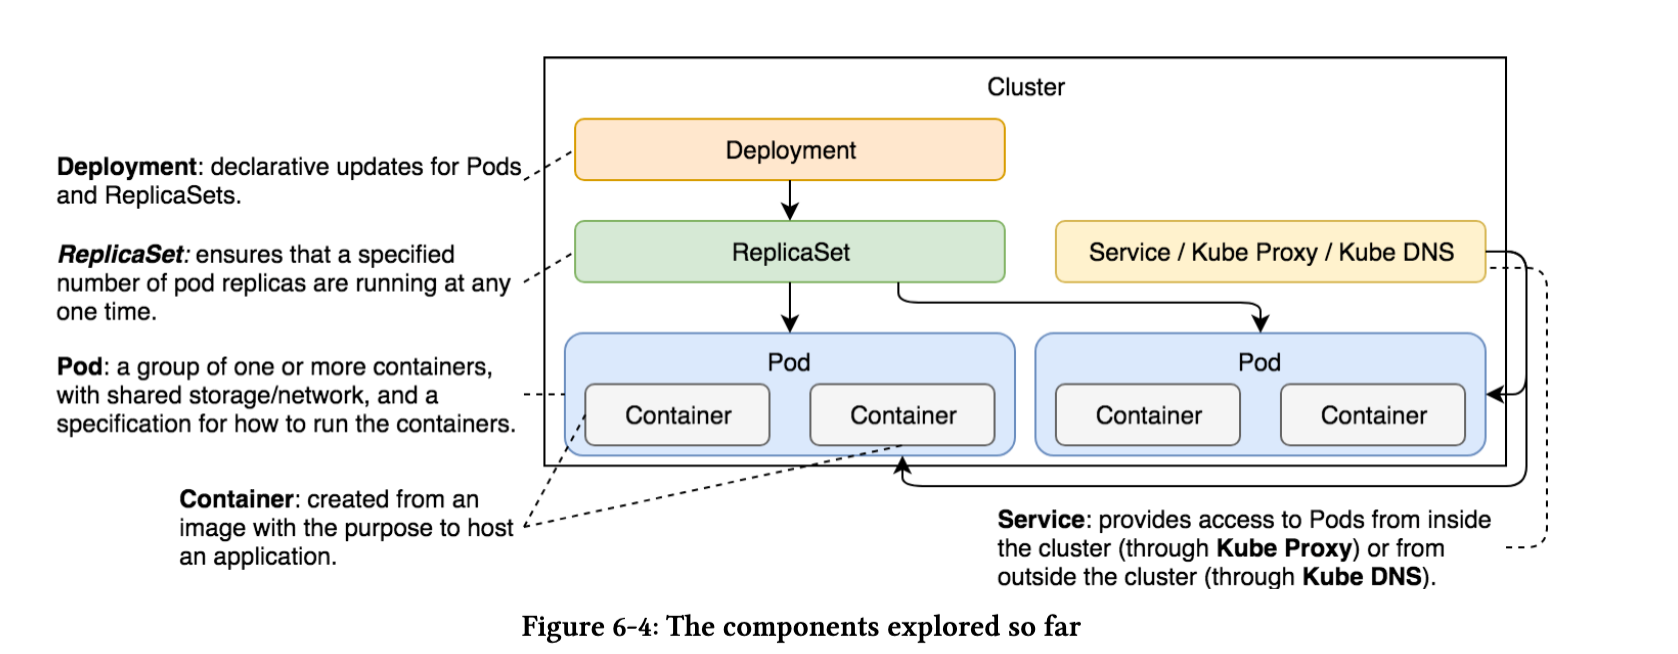 Cluster
Deployment
Deployment: declarative updates for Pods
and ReplicaSets.
ReplicaSet
Service / Kube Proxy / Kube DNS
ReplicaSet: ensures that a specified
number of pod replicas are running at any
one time.
Pod
Pod
Pod: a group of one or more containers,
with shared storage/network, and a
specification for how to run the containers.
Container
Container
Container
Container
Container: created from an
image with the purpose to host
an application.
Service: provides access to Pods from inside
the cluster (through Kube Proxy) or from
outside the cluster (through Kube DNS).
Figure 6-4: The components explored so far